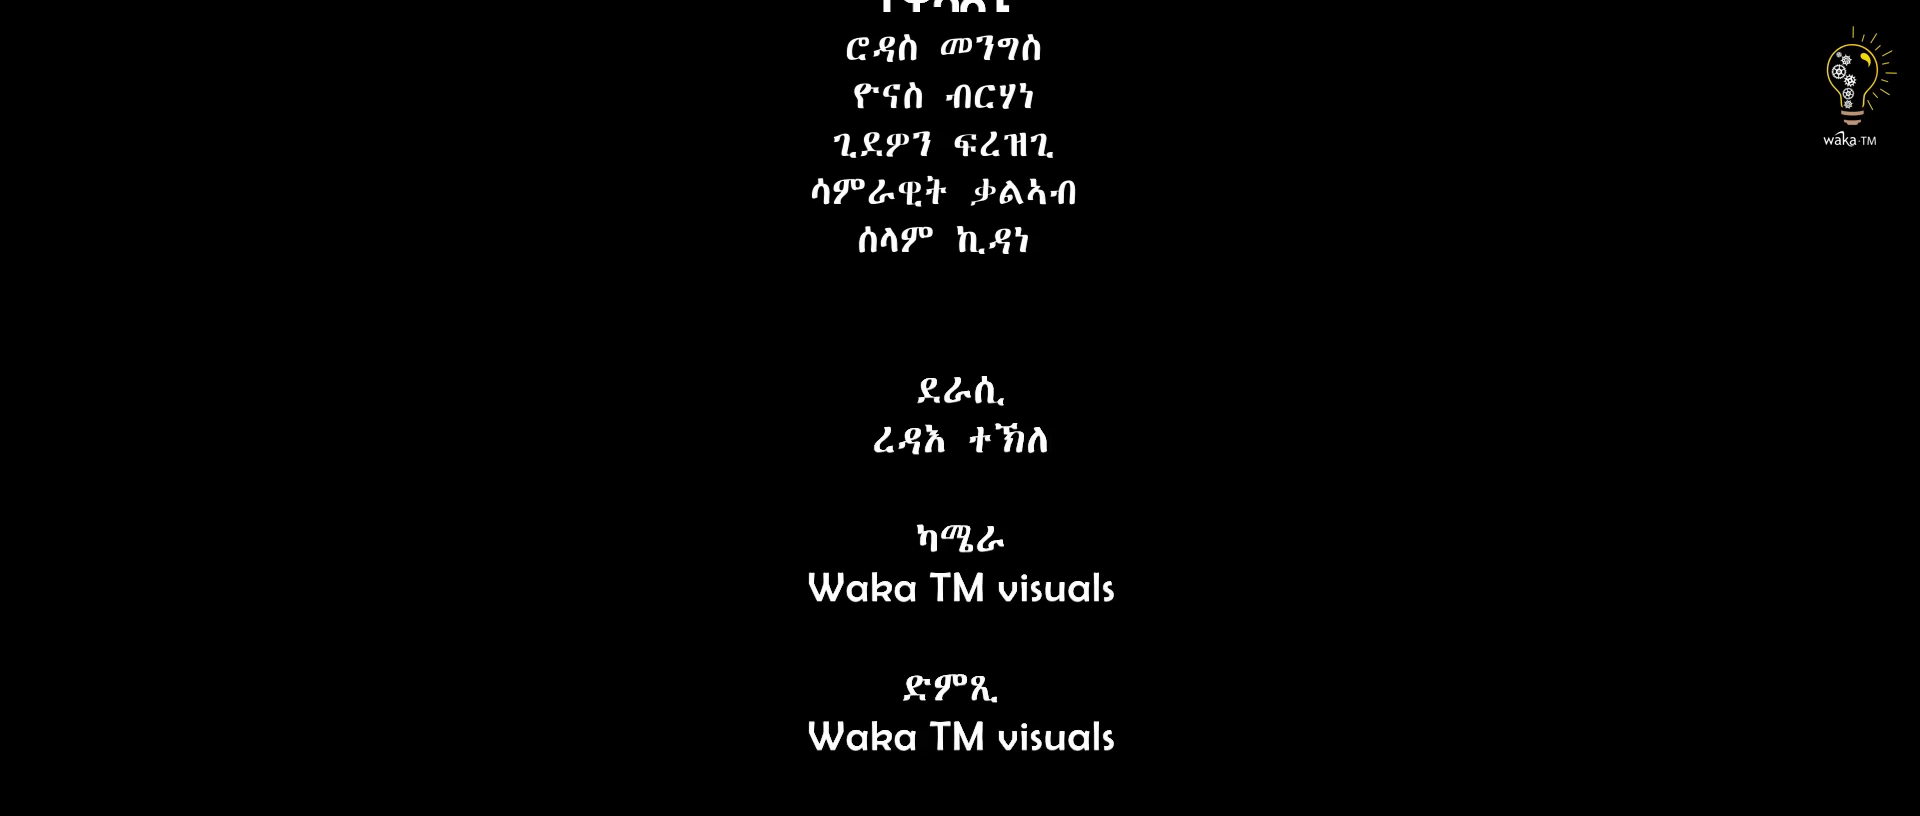 ሮዳስ መንግስ
ዮናስ ብርሃነ
ጊደዎን ፍረዝጊ
ሳምራዊት ቃልኣብ
ሰላም ኪዳነ
ደራሲ
ረዳእ ተኽለ
ካሜራ
Waka TM visuals
ድምጺ
Waka TM visuals
waka·TM